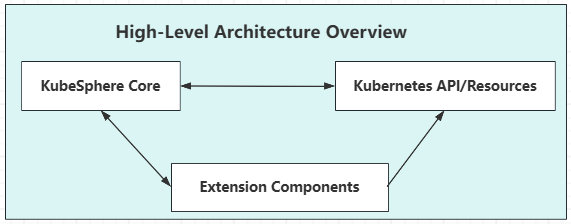 High-Level Architecture Overview
KubeSphere Core
Kubernetes API/Resources
Extension Components